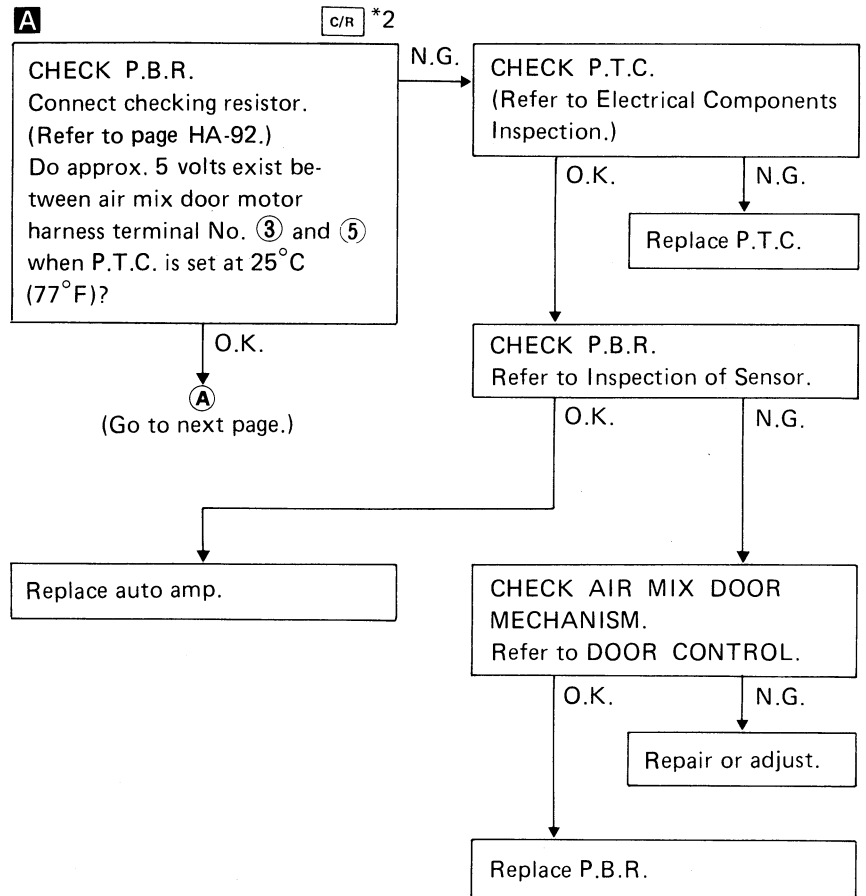 A
C/R *2
CHECK P.B.R.
Connect checking resistor.
(Refer to page HA-92.)
Do approx. 5 volts exist be-
tween air mix door motor
harness terminal No. ③ and ⑤
when P.T.C. is set at 25°C
(77°F)?
N.G.
CHECK P.T.C.
(Refer to Electrical Components
Inspection.)
O.K.
N.G.
Replace P.T.C.
O.K.
Ⓐ
(Go to next page.)
CHECK P.B.R.
Refer to Inspection of Sensor.
O.K.
N.G.
Replace auto amp.
CHECK AIR MIX DOOR
MECHANISM.
Refer to DOOR CONTROL.
O.K.
N.G.
Repair or adjust.
Replace P.B.R.